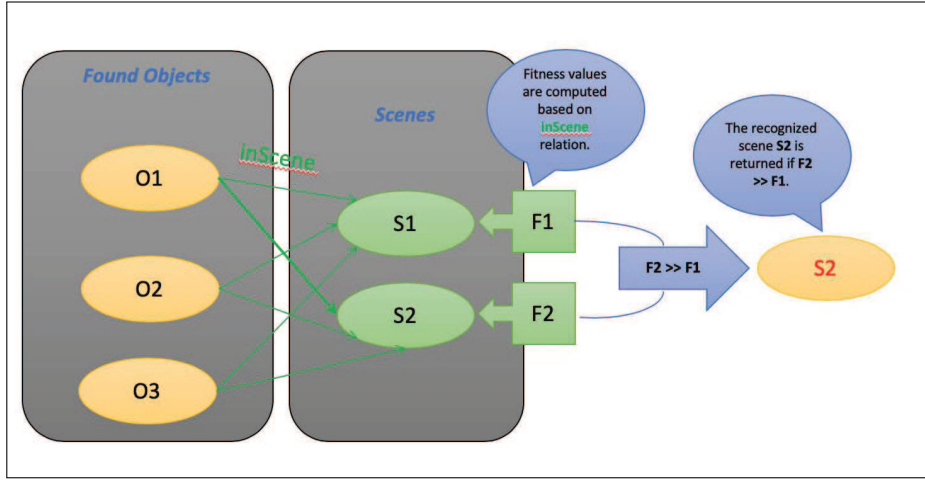 Found Objects
Scenes
inScene
O1
O2
O3
S1
S2
F1
F2
Fitness values
are computed
based on
inScene
relation.
F2 >> F1
The recognized
scene S2 is
returned if F2
>> F1.
S2